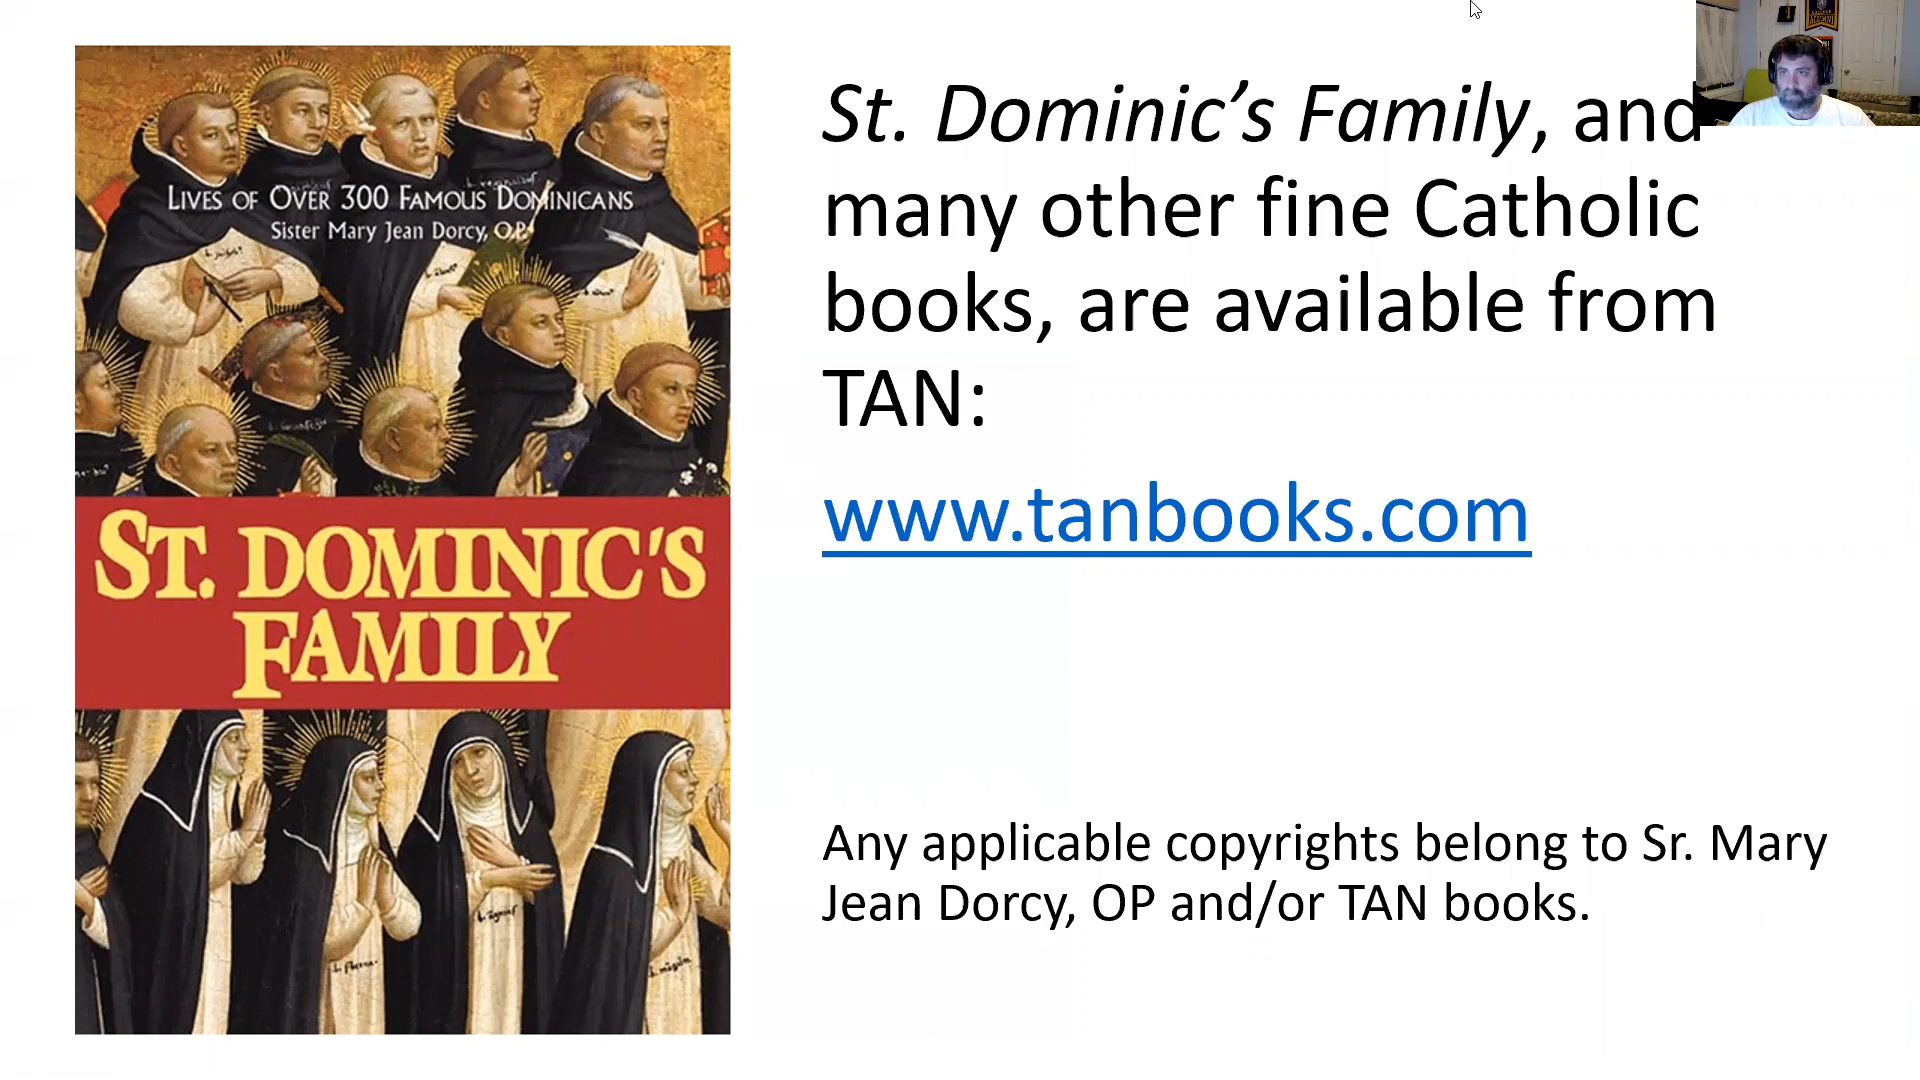 LIVES OF OVER 300 FAMOUS DOMINICANS
Sister Mary Jean Dorcy, O.P.
ST. DOMINIC'S
FAMILY
St. Dominic’s Family, and
many other fine Catholic
books, are available from
TAN:
www.tanbooks.com
Any applicable copyrights belong to Sr. Mary
Jean Dorcy, OP and/or TAN books.
ALUMNI